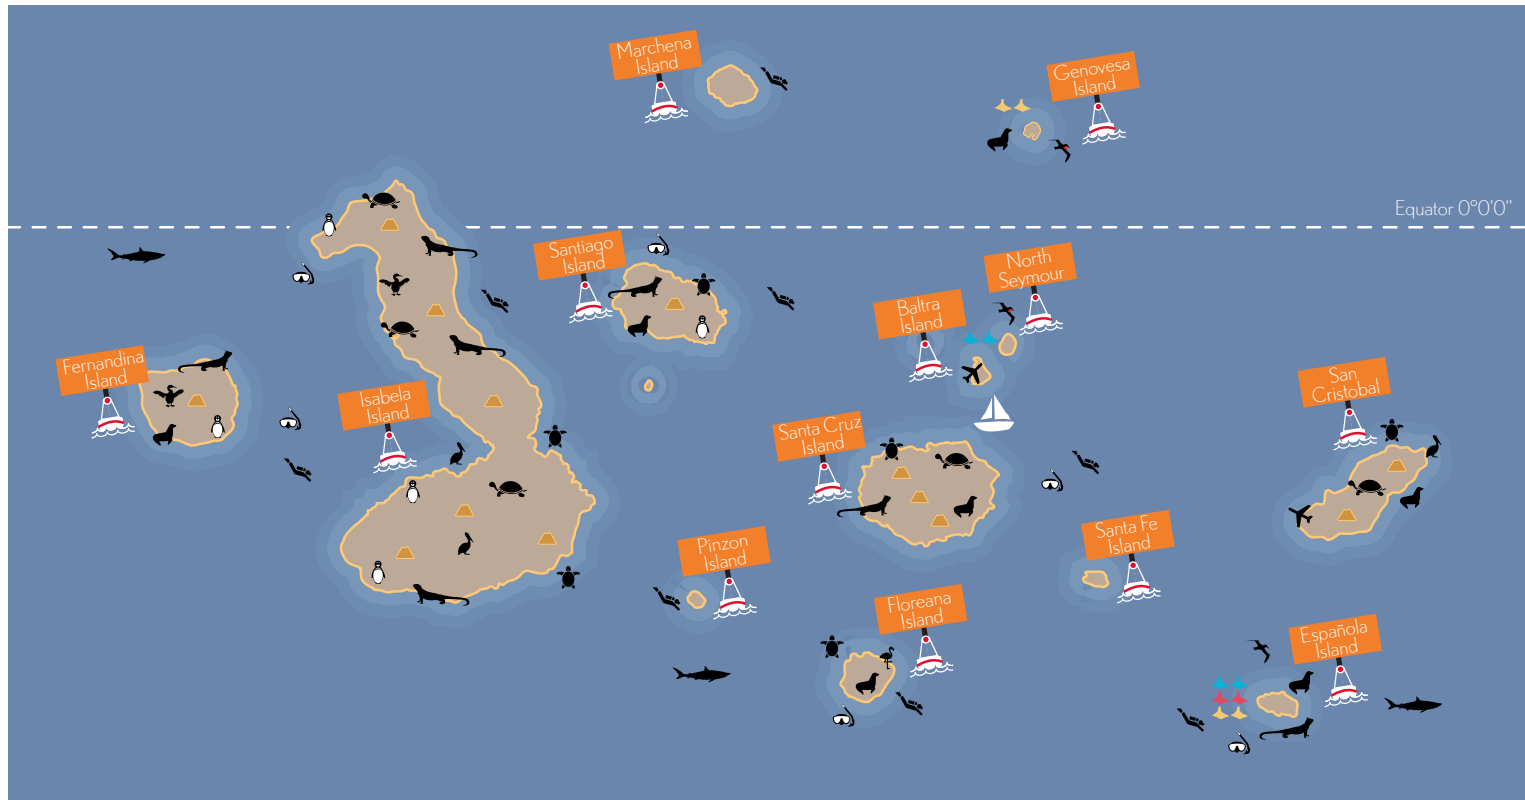 Marchena
Island
Genovesa
Island
Equator 0°0'0"
Santiago
Island
North
Seymour
Baltra
Island
Fernandina
Island
Isabela
Island
San
Cristobal
Santa Cruz
Island
Santa Fe
Island
Pinzon
Island
Floreana
Island
Española
Island